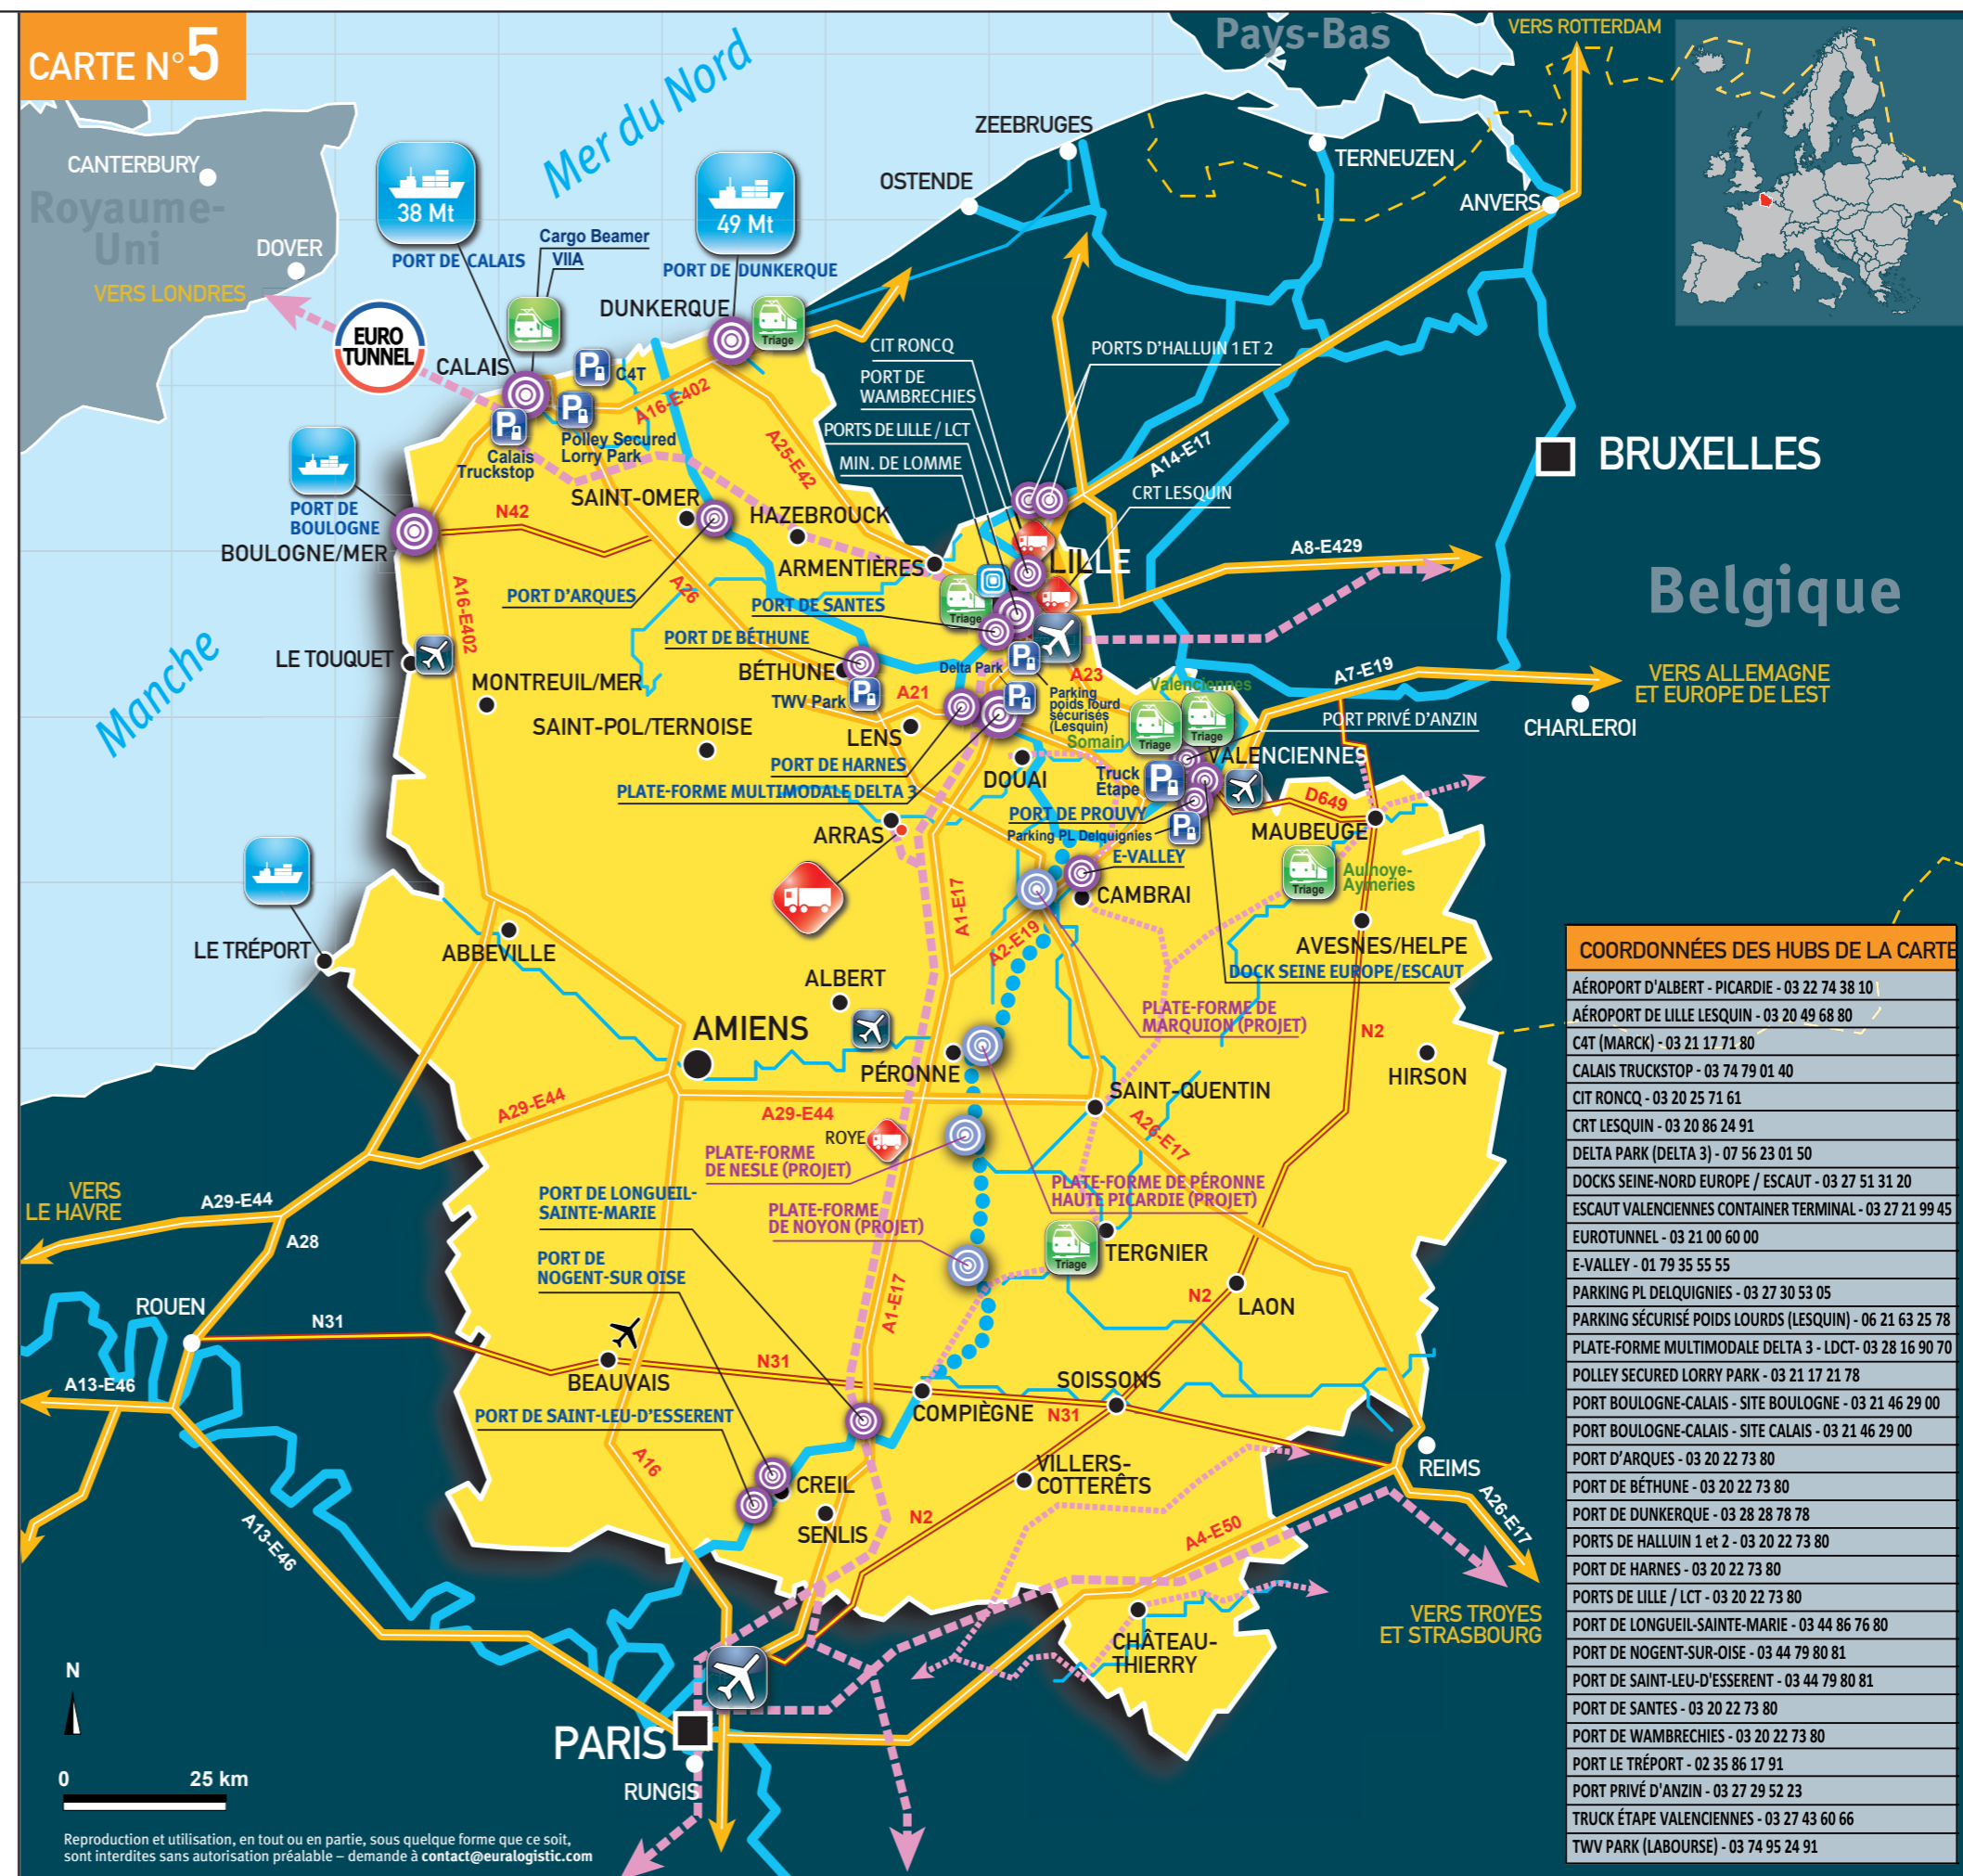 CARTE N°5
Pays-Bas
VERS ROTTERDAM
Mer du Nord
ZEEBRUGES
TERNEUZEN
OSTENDE
ANVERS
CANTERBURY
Royaume-
Uni
DOVER
VERS LONDRES
38 Mt
PORT DE CALAIS
Cargo Beamer
VIIA
49 Mt
PORT DE DUNKERQUE
DUNKERQUE
Triage
EURO
TUNNEL
CALAIS
P
C4T
P
P
Polley Secured
Lorry Park
Calais
Truckstop
A16-E402
A25-E42
CIT RONCQ
PORT DE
WAMBRECHIES
PORTS DE LILLE / LCT
MIN. DE LOMME
PORTS D'HALLUIN 1 ET 2
CRT LESQUIN
A14-E17
BRUXELLES
PORT DE
BOULOGNE
BOULOGNE/MER
N42
SAINT-OMER
HAZEBROUCK
ARMENTIÈRES
LILLE
A8-E429
Belgique
A16-E402
PORT D'ARQUES
A26
PORT DE SANTES
Triage
PORT DE BÉTHUNE
BÉTHUNE
Manche
LE TOUQUET
MONTREUIL/MER
TWV Park
P
A21
Delta Park
P
P
A23
Parking
poids lourd
sécurisés
(Lesquin)
Valenciennes
Triage
Triage
Somain
A7-E19
VERS ALLEMAGNE
ET EUROPE DE LEST
CHARLEROI
PORT PRIVÉ D'ANZIN
VALENCIENNES
SAINT-POL/TERNOISE
LENS
PORT DE HARNES
DOUAI
PLATE-FORME MULTIMODALE DELTA 3
Truck
Etape
P
PORT DE PROUVY
Parking PL Delquignies
P
D649
MAUBEUGE
ARRAS
E-VALLEY
CAMBRAI
Triage
Aulnoye-
Aymeries
AVESNES/HELPE
DOCK SEINE EUROPE/ESCAUT
LE TRÉPORT
ABBEVILLE
A1-E17
A2-E19
ALBERT
PLATE-FORME DE
MARQUION (PROJET)
N2
AMIENS
PÉRONNE
HIRSON
SAINT-QUENTIN
A29-E44
A29-E44
ROYE
A26-E17
PLATE-FORME
DE NESLE (PROJET)
PLATE-FORME DE PÉRONNE
HAUTE PICARDIE (PROJET)
VERS
LE HAVRE
A29-E44
A28
PORT DE LONGUEIL-
SAINTE-MARIE
PLATE-FORME
DE NOYON (PROJET)
Triage
TERGNIER
PORT DE
NOGENT-SUR OISE
A1-E17
N2
LAON
ROUEN
N31
BEAUVAIS
N31
SOISSONS
COMPIÈGNE
N31
A13-E46
PORT DE SAINT-LEU-D'ESSERENT
A16
REIMS
VILLERS-
COTTERÊTS
CREIL
SENLIS
N2
A4-E50
A26-E17
A13-E46
VERS TROYES
ET STRASBOURG
CHÂTEAU-
THIERRY
PARIS
RUNGIS
N
0 25 km
Reproduction et utilisation, en tout ou en partie, sous quelque forme que ce soit,
sont interdites sans autorisation préalable – demande à contact@euralogistic.com
COORDONNÉES DES HUBS DE LA CARTE
AÉROPORT D'ALBERT - PICARDIE - 03 22 74 38 10
AÉROPORT DE LILLE LESQUIN - 03 20 49 68 80
C4T (MARCK) - 03 21 17 71 80
CALAIS TRUCKSTOP - 03 74 79 01 40
CIT RONCQ - 03 20 25 71 61
CRT LESQUIN - 03 20 86 24 91
DELTA PARK (DELTA 3) - 07 56 23 01 50
DOCKS SEINE-NORD EUROPE / ESCAUT - 03 27 51 31 20
ESCAUT VALENCIENNES CONTAINER TERMINAL - 03 27 21 99 45
EUROTUNNEL - 03 21 00 60 00
E-VALLEY - 01 79 35 55 55
PARKING PL DELQUIGNIES - 03 27 30 53 05
PARKING SÉCURISÉ POIDS LOURDS (LESQUIN) - 06 21 63 25 78
PLATE-FORME MULTIMODALE DELTA 3 - LDCT- 03 28 16 90 70
POLLEY SECURED LORRY PARK - 03 21 17 21 78
PORT BOULOGNE-CALAIS - SITE BOULOGNE - 03 21 46 29 00
PORT BOULOGNE-CALAIS - SITE CALAIS - 03 21 46 29 00
PORT D'ARQUES - 03 20 22 73 80
PORT DE BÉTHUNE - 03 20 22 73 80
PORT DE DUNKERQUE - 03 28 28 78 78
PORTS DE HALLUIN 1 et 2 - 03 20 22 73 80
PORT DE HARNES - 03 20 22 73 80
PORTS DE LILLE / LCT - 03 20 22 73 80
PORT DE LONGUEIL-SAINTE-MARIE - 03 44 86 76 80
PORT DE NOGENT-SUR-OISE - 03 44 79 80 81
PORT DE SAINT-LEU-D'ESSERENT - 03 44 79 80 81
PORT DE SANTES - 03 20 22 73 80
PORT DE WAMBRECHIES - 03 20 22 73 80
PORT LE TRÉPORT - 02 35 86 17 91
PORT PRIVÉ D'ANZIN - 03 27 29 52 23
TRUCK ÉTAPE VALENCIENNES - 03 27 43 60 66
TWV PARK (LABOURSE) - 03 74 95 24 91